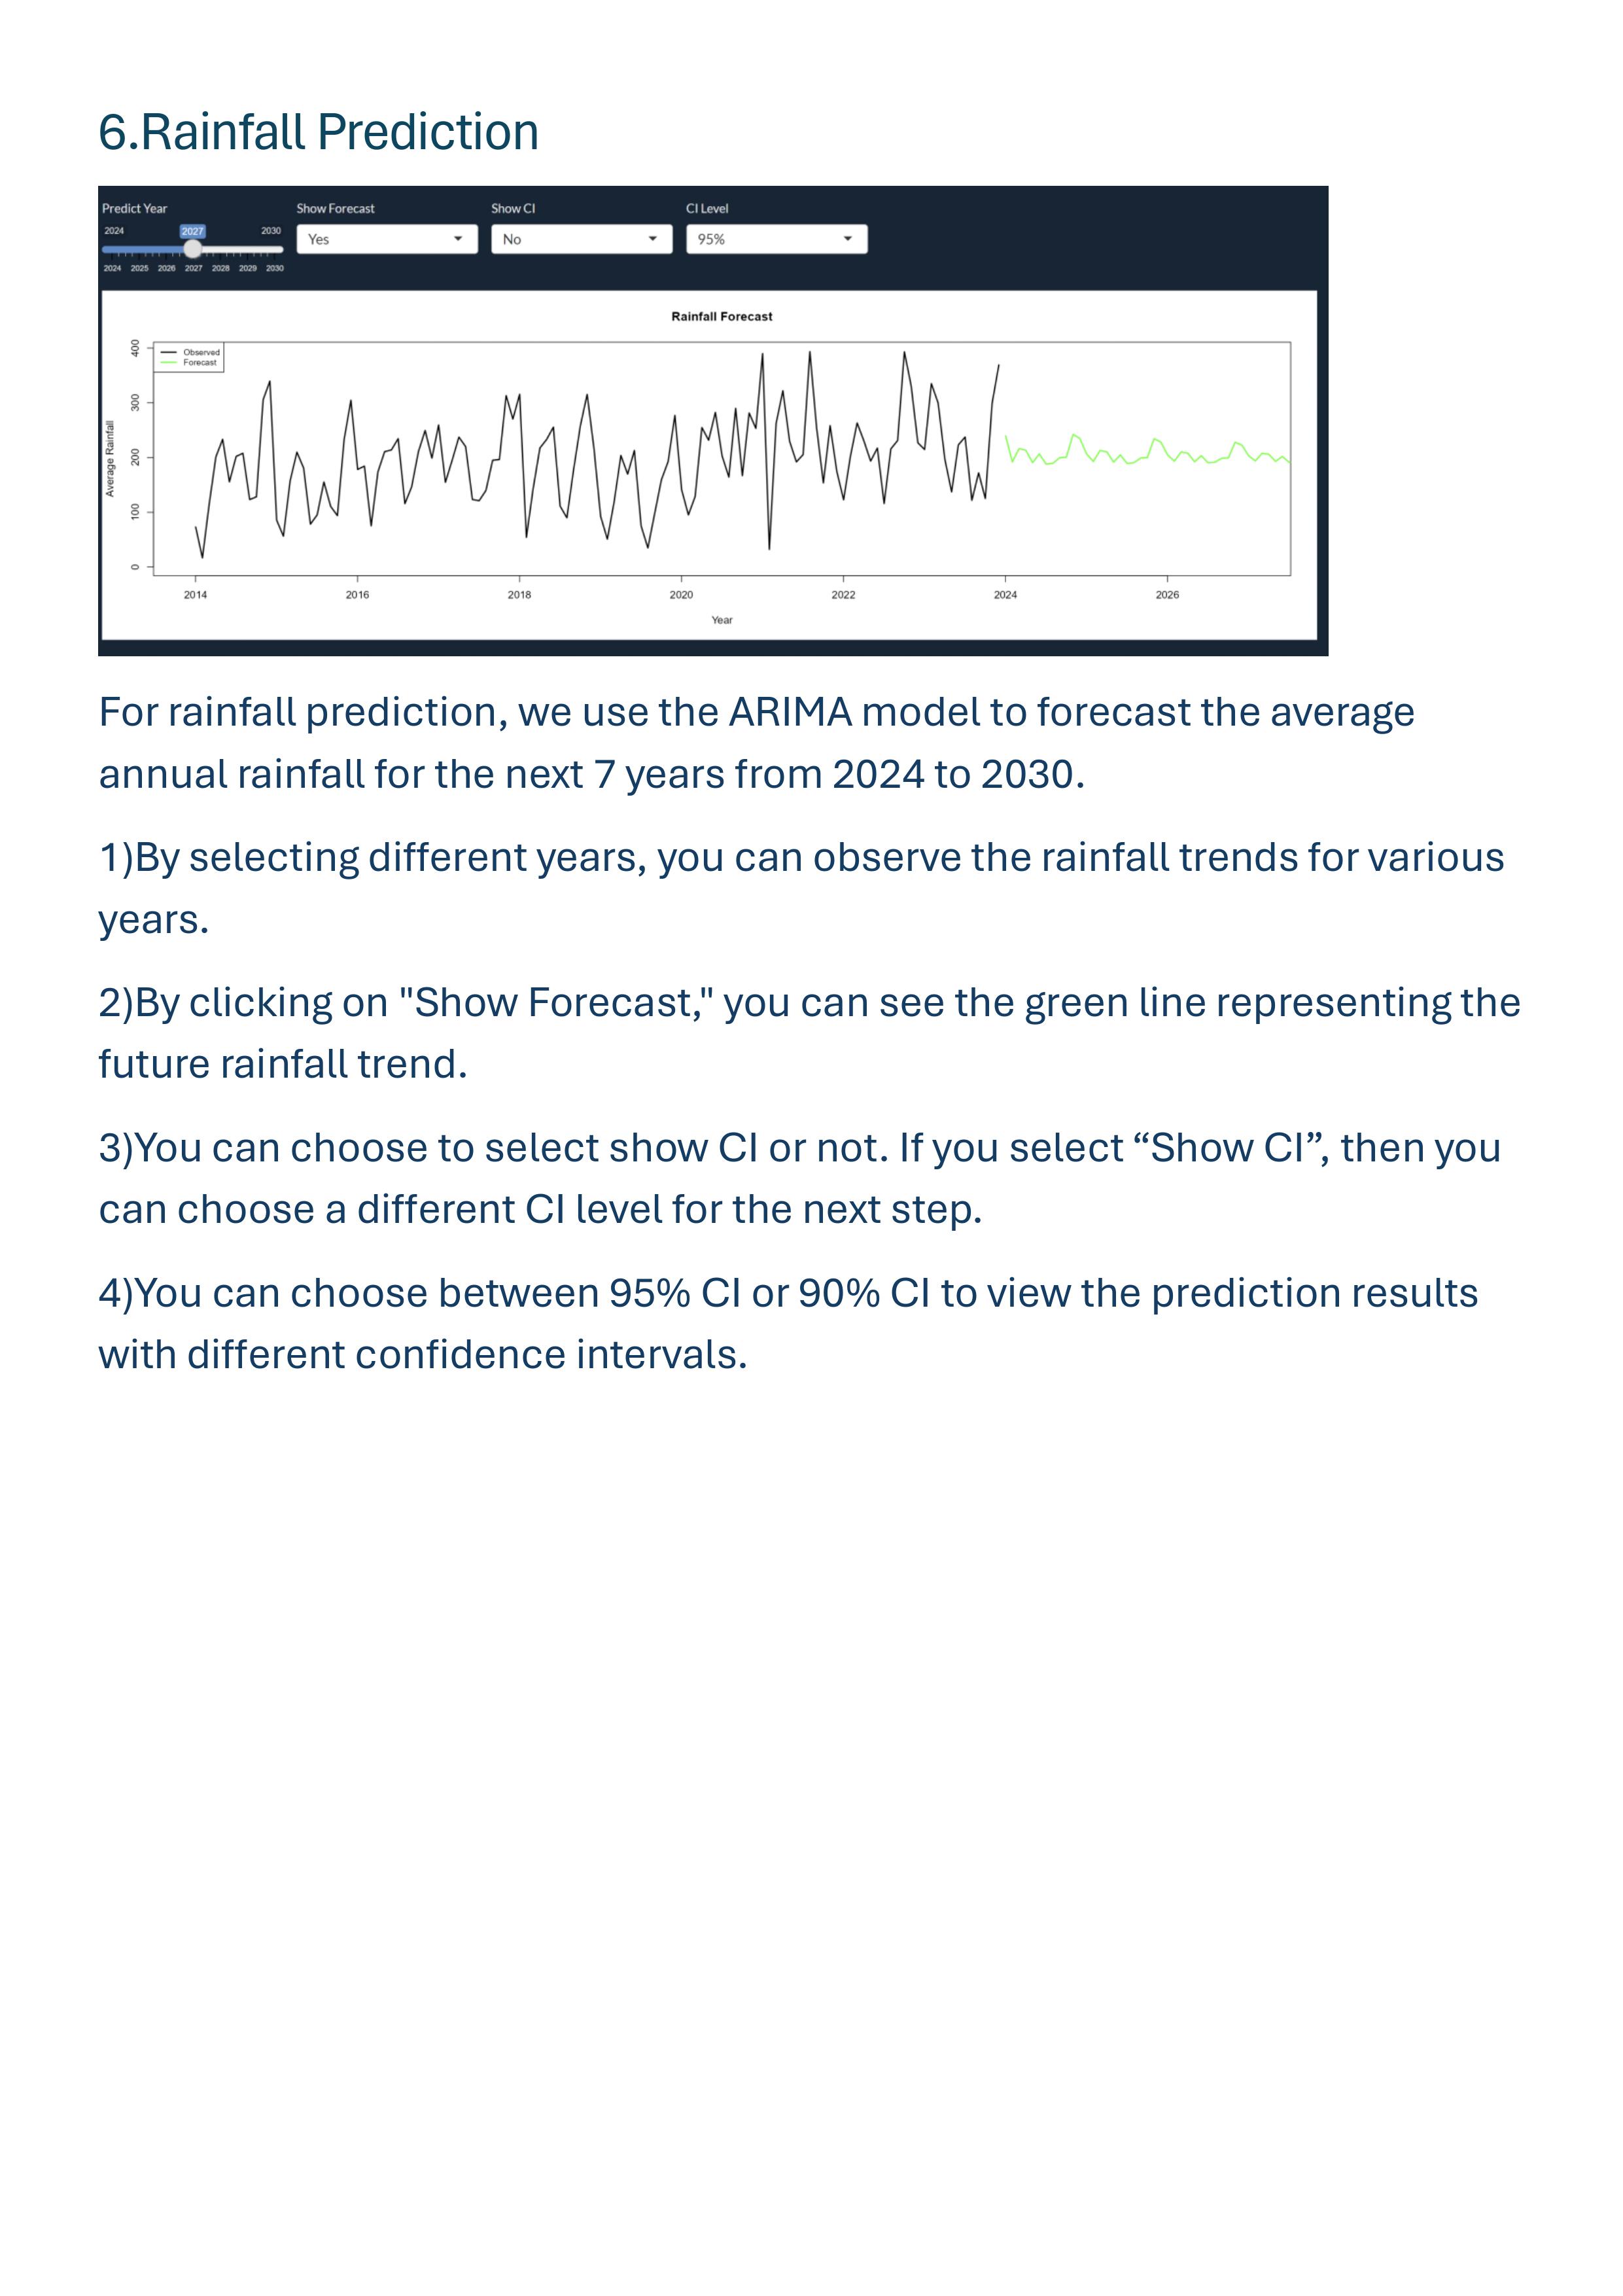 6.Rainfall Prediction
Predict Year
Show Forecast
Show CI
CI Level
2024
2027
2030
Yes
No
95%
2024 2025 2026 2027 2028 2029 2030
Rainfall Forecast
Observed
Forecast
Average Rainfall
400
300
200
100
0
2014 2016 2018 2020 2022 2024 2026
Year
For rainfall prediction, we use the ARIMA model to forecast the average
annual rainfall for the next 7 years from 2024 to 2030.
1)By selecting different years, you can observe the rainfall trends for various
years.
2)By clicking on "Show Forecast," you can see the green line representing the
future rainfall trend.
3)You can choose to select show CI or not. If you select “Show CI”, then you
can choose a different CI level for the next step.
4)You can choose between 95% CI or 90% CI to view the prediction results
with different confidence intervals.